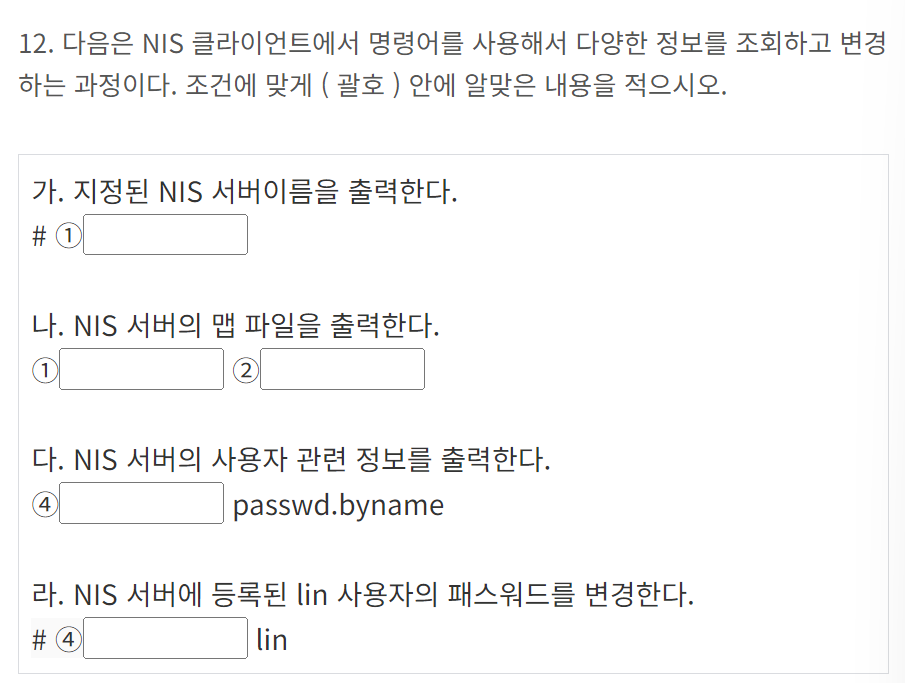 12. 다음은 NIS 클라이언트에서 명령어를 사용해서 다양한 정보를 조회하고 변경
하는 과정이다. 조건에 맞게 ( 괄호 ) 안에 알맞은 내용을 적으시오.
가. 지정된 NIS 서버이름을 출력한다.
# ①
나. NIS 서버의 맵 파일을 출력한다.
① ②
다. NIS 서버의 사용자 관련 정보를 출력한다.
④ passwd.byname
라. NIS 서버에 등록된 lin 사용자의 패스워드를 변경한다.
# ④ lin